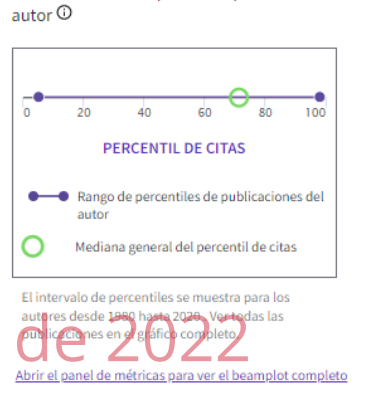 autor
0 20 40 60 80 100
PERCENTIL DE CITAS
Rango de percentiles de publicaciones del
autor
Mediana general del percentil de citas
El intervalo de percentiles se muestra para los
autores desde 1980 hasta 2020. Ver todas las
publicaciones en el gráfico completo.
de 2022
Abrir el panel de métricas para ver el beamplot completo